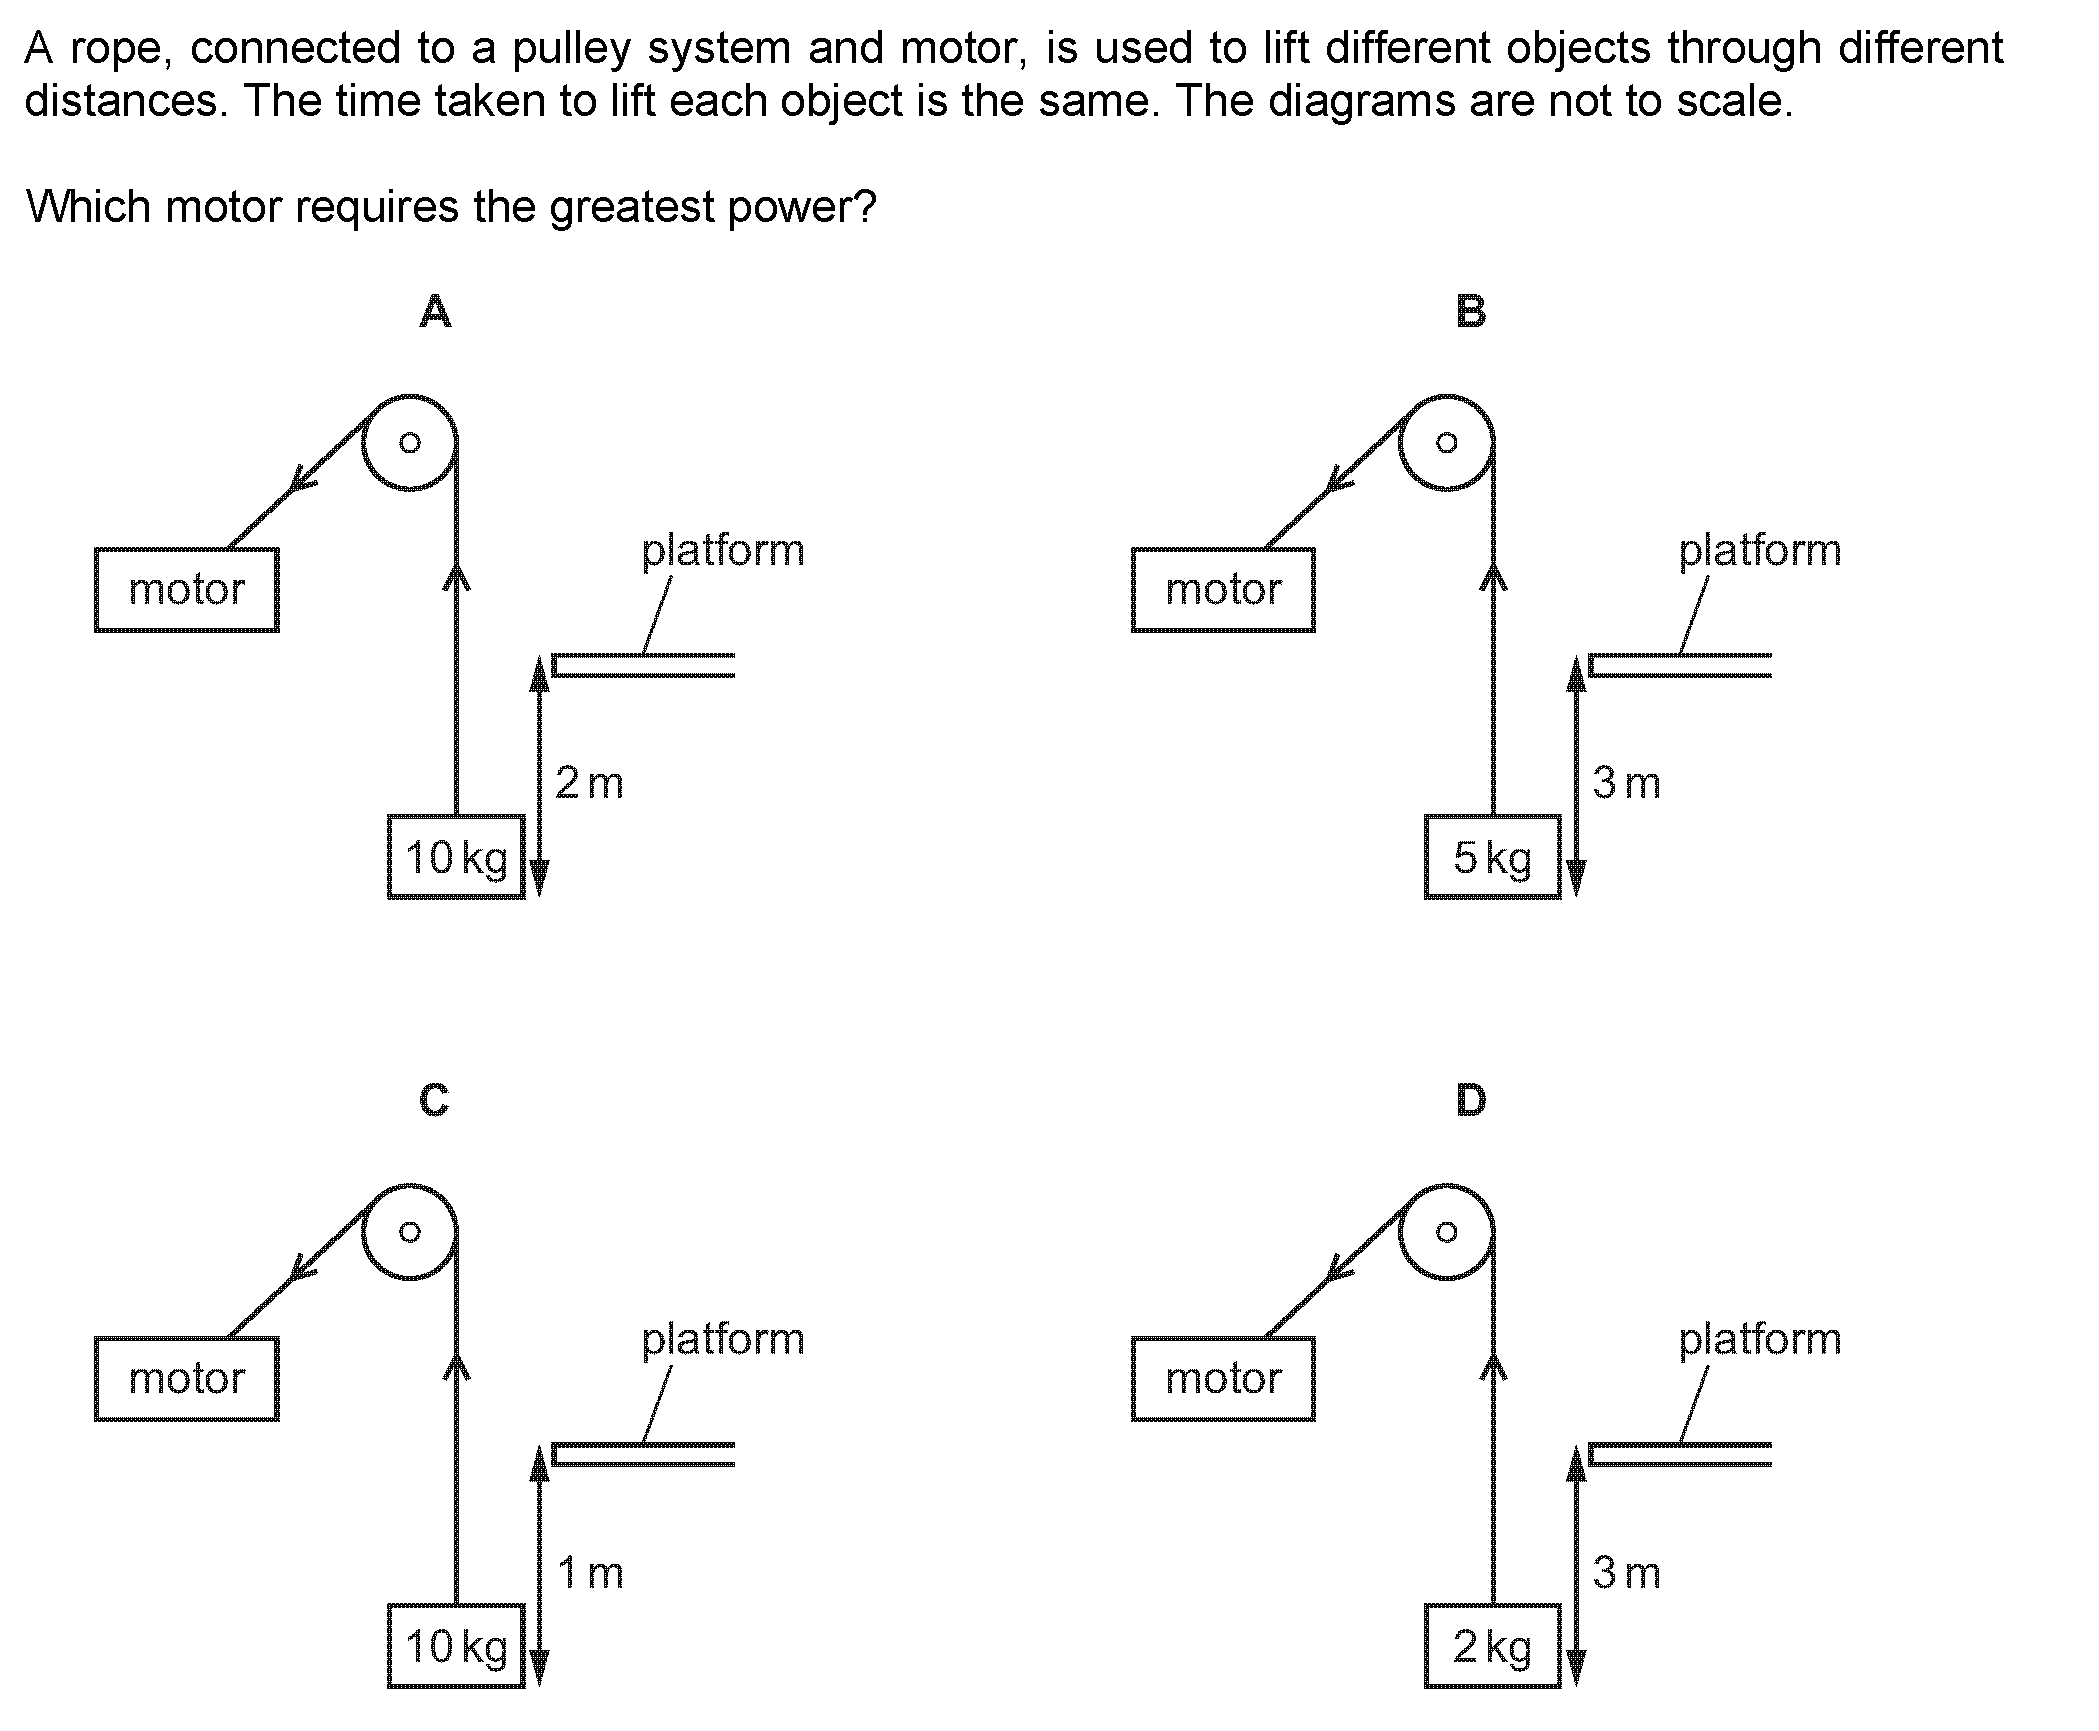 A rope, connected to a pulley system and motor, is used to lift different objects through different
distances. The time taken to lift each object is the same. The diagrams are not to scale.
Which motor requires the greatest power?
A
motor
platform
2 m
10 kg
B
motor
platform
3 m
5 kg
C
motor
platform
1 m
10 kg
D
motor
platform
3 m
2 kg